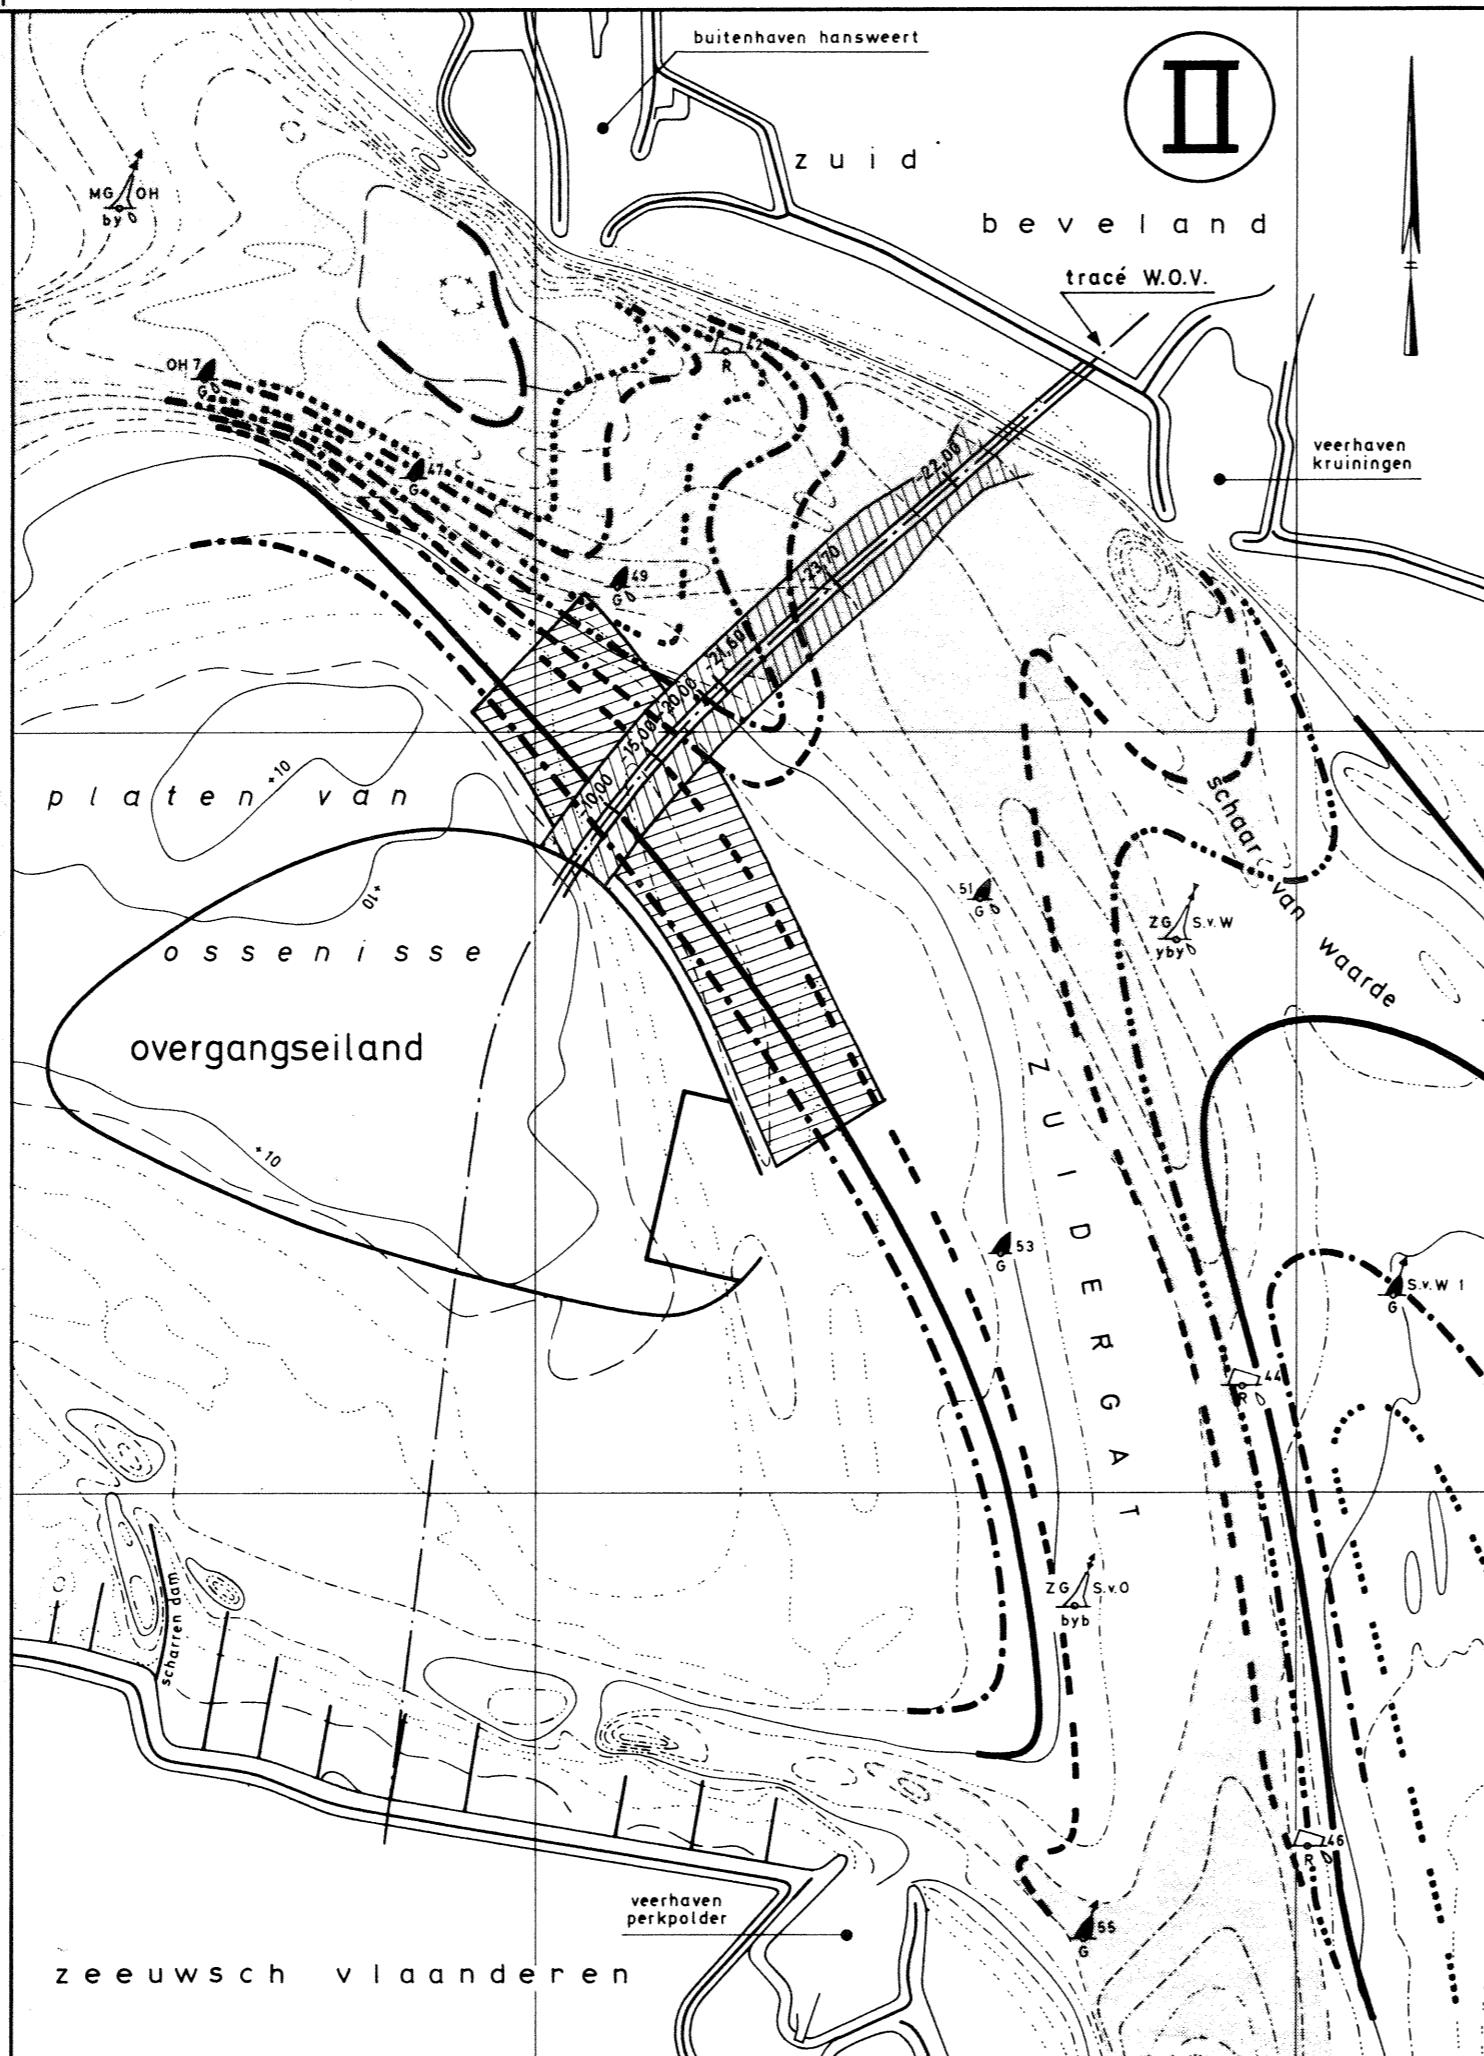 buitenhaven hansweert
II
zuid
beveland
MG OH
by
tracé W.O.V.
OH 7
G
42
R
veerhaven
kruiningen
47
G
49
G
-22,00
-23,70
-21,60
-20,00
-15,00
-10,00
platen van
+10
+10
ossenisse
overgangseiland
+10
schaar van
waarde
51
G
ZG S.v.W
yby
ZUIDERGAT
53
G
S.v.W 1
G
44
R
ZG S.v.O
byb
scharren dam
46
R
veerhaven
perkpolder
55
G
zeeuwsch vlaanderen